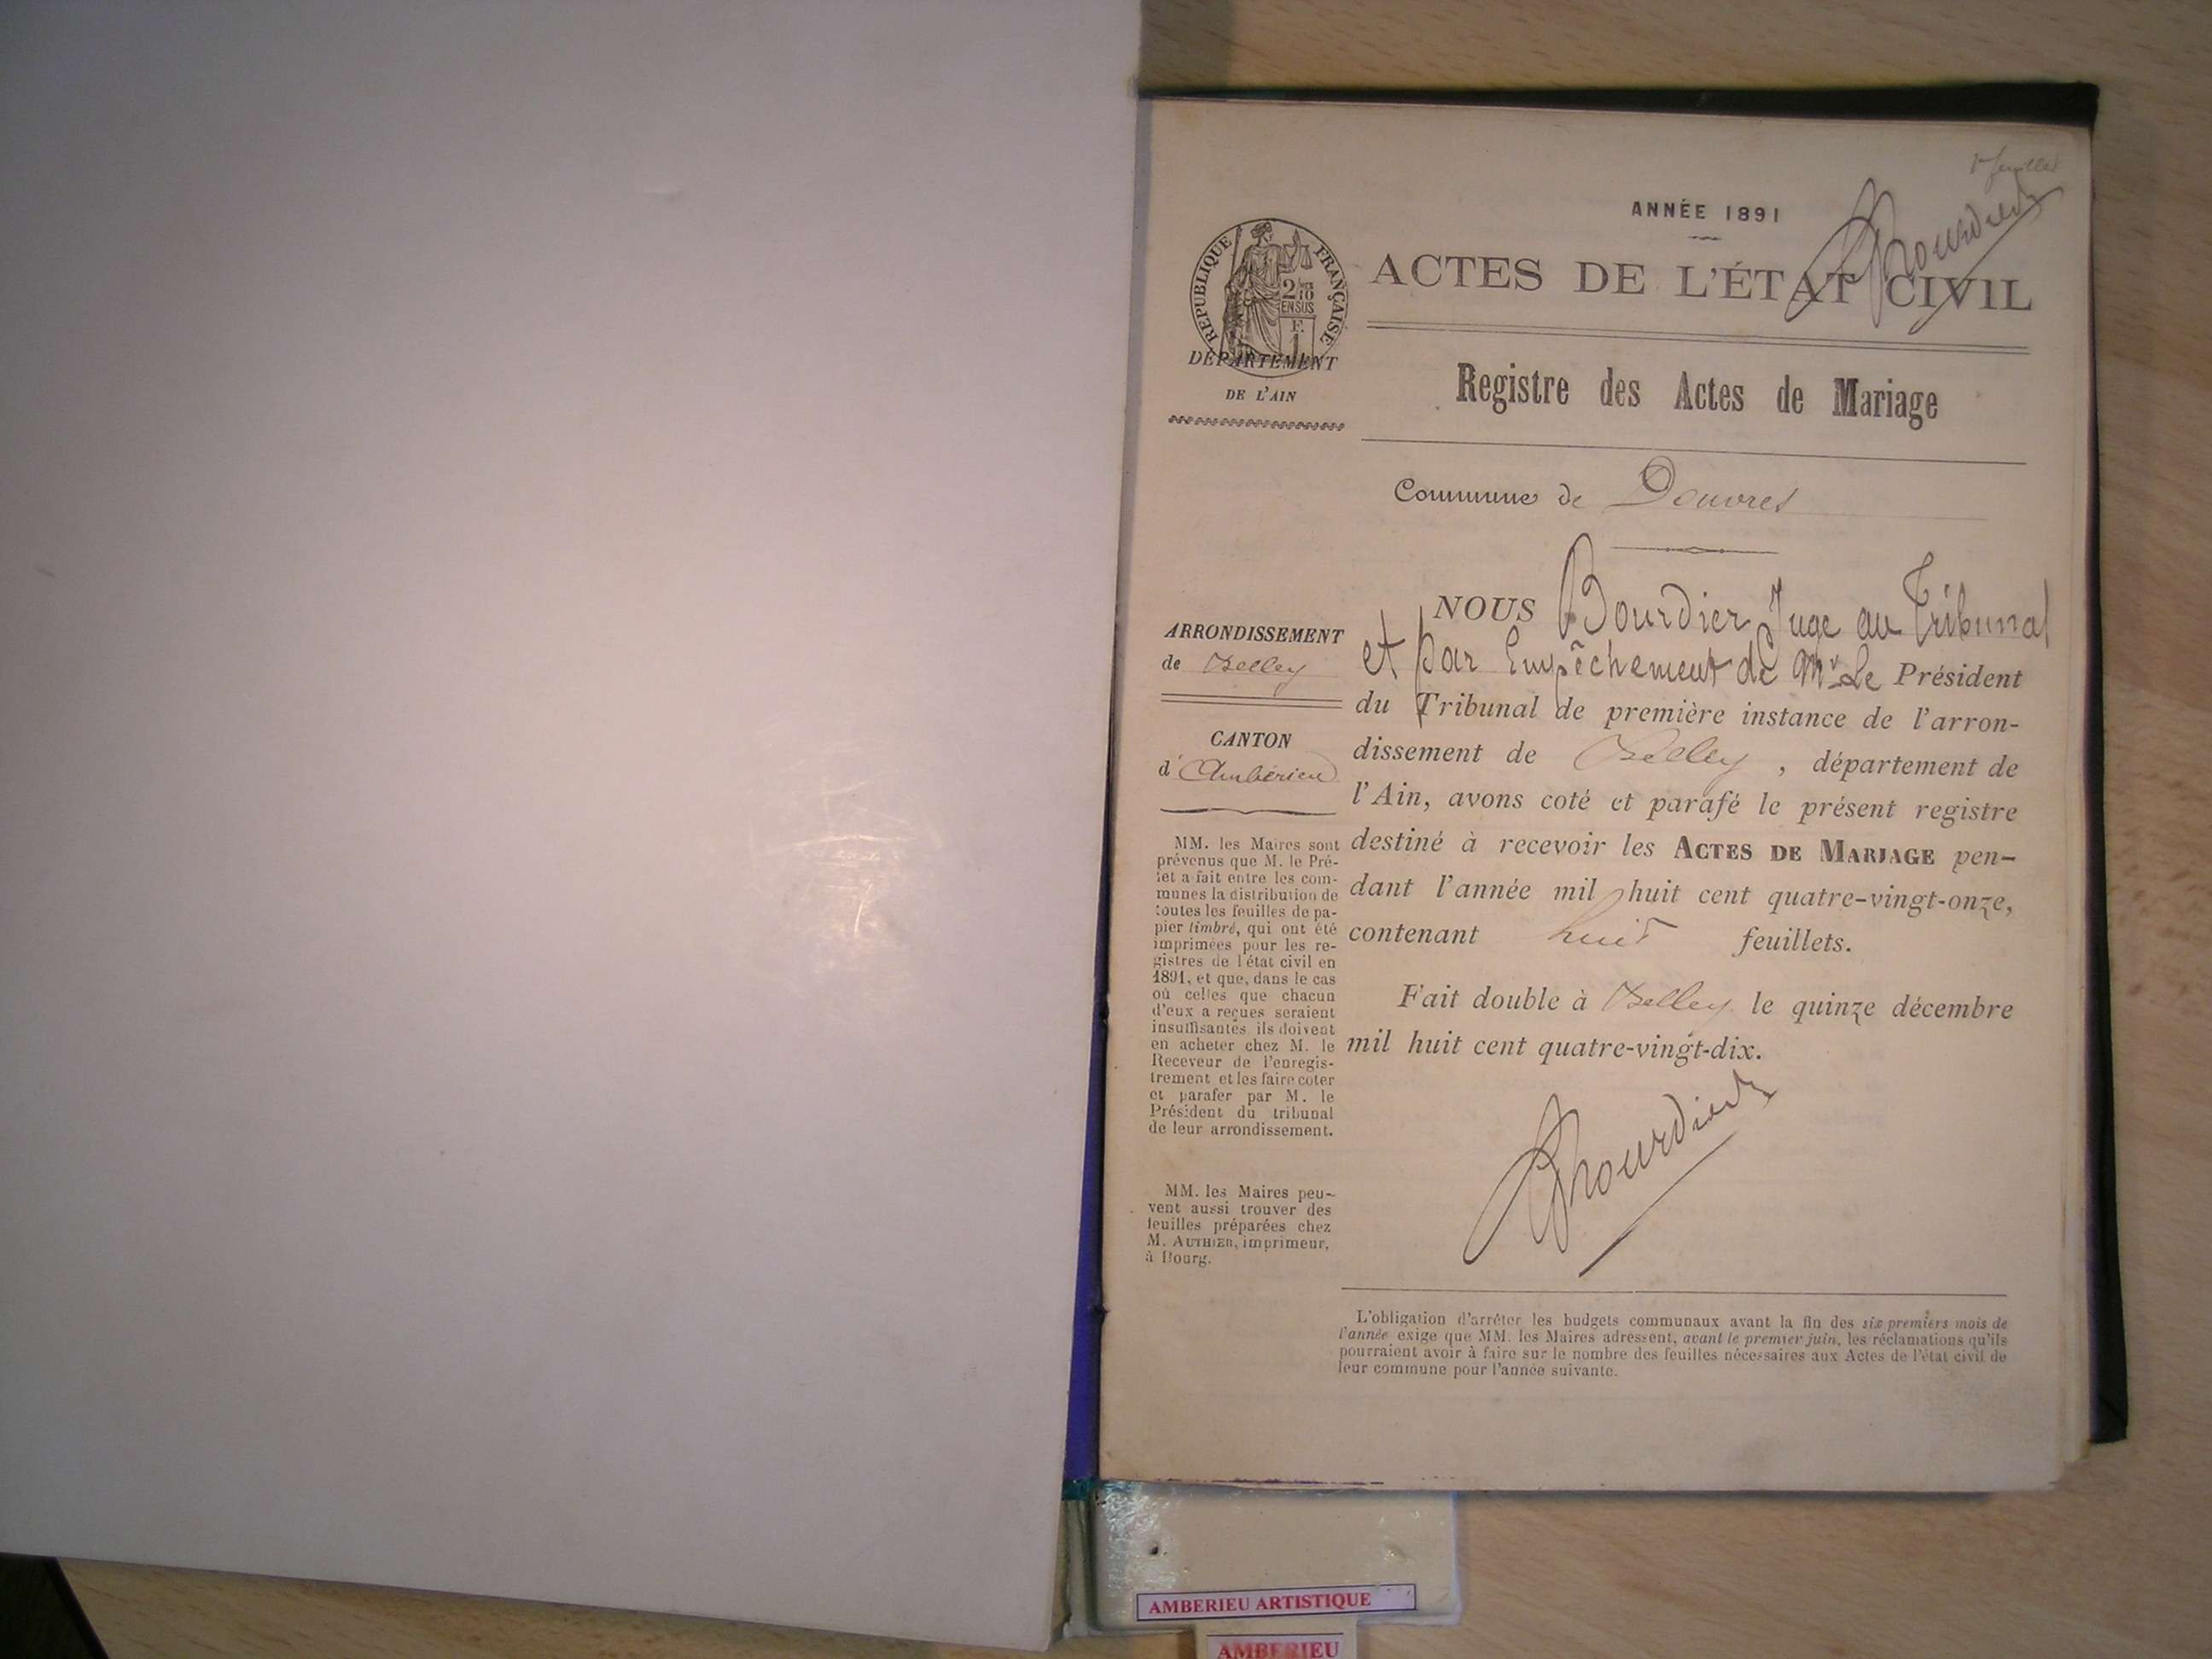 1er feuillet
Bourdier
ANNÉE 1891
RÉPUBLIQUE FRANÇAISE
2 10
EN SUS
F.
1
ACTES DE L'ÉTAT CIVIL
DÉPARTEMENT
DE L'AIN
Registre des Actes de Mariage
Commune de Douvres
ARRONDISSEMENT
de Belley
CANTON
d'Ambérieu
MM. les Maires sont
prévenus que M. le Pré-
fet a fait entre les com-
munes la distribution de
toutes les feuilles de pa-
pier timbré, qui ont été
imprimées pour les re-
gistres de l'état civil en
1891, et que, dans le cas
où celles que chacun
d'eux a reçues seraient
insuffisantes ils doivent
en acheter chez M. le
Receveur de l'enregis-
trement et les faire coter
et parafer par M. le
Président du tribunal
de leur arrondissement.
MM. les Maires peu-
vent aussi trouver des
feuilles préparées chez
M. AUTHIER, imprimeur,
à Bourg.
NOUS Bourdier Juge au Tribunal
et par Empêchement de Mr Le Président
du Tribunal de première instance de l'arron-
dissement de Belley, département de
l'Ain, avons coté et parafé le présent registre
destiné à recevoir les ACTES DE MARIAGE pen-
dant l'année mil huit cent quatre-vingt-onze,
contenant huit feuillets.
Fait double à Belley le quinze décembre
mil huit cent quatre-vingt-dix.
Bourdier
L'obligation d'arrêter les budgets communaux avant la fin des six premiers mois de
l'année exige que MM. les Maires adressent, avant le premier juin, les réclamations qu'ils
pourraient avoir à faire sur le nombre des feuilles nécessaires aux Actes de l'état civil de
leur commune pour l'année suivante.
AMBERIEU ARTISTIQUE
AMBERIEU